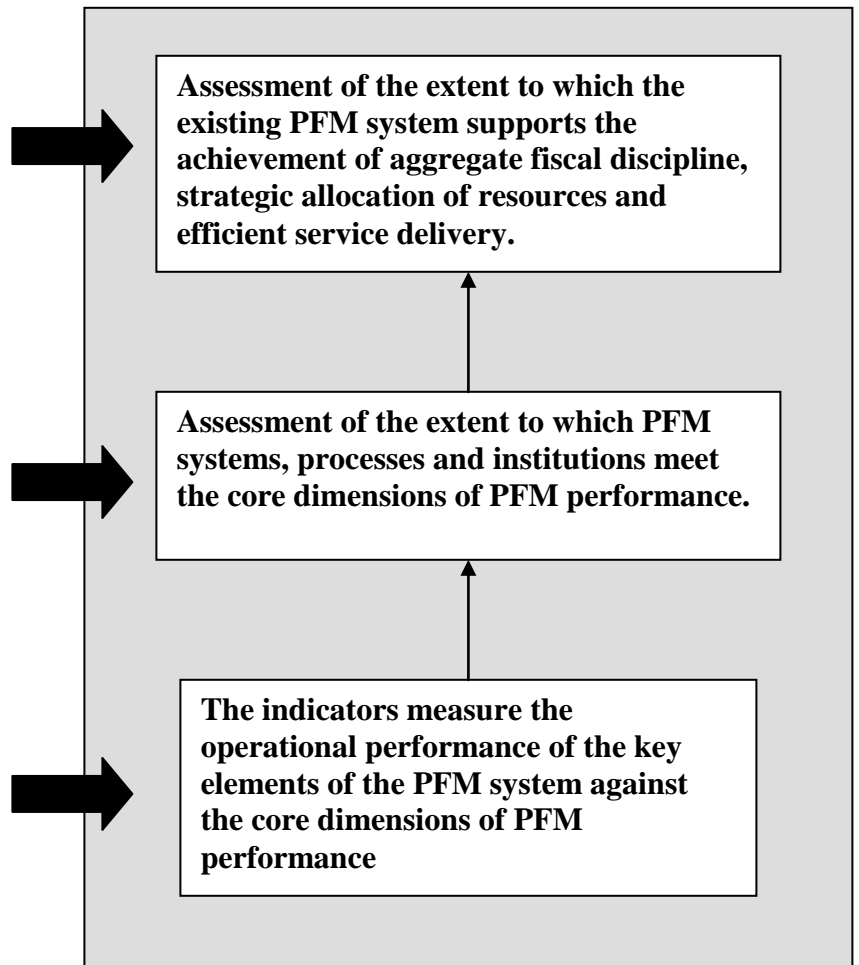 Assessment of the extent to which the
existing PFM system supports the
achievement of aggregate fiscal discipline,
strategic allocation of resources and
efficient service delivery.
Assessment of the extent to which PFM
systems, processes and institutions meet
the core dimensions of PFM performance.
The indicators measure the
operational performance of the key
elements of the PFM system against
the core dimensions of PFM
performance